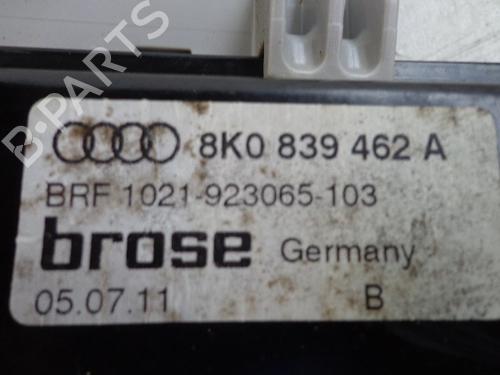 B-PARTS
8K0 839 462 A
BRF 1021-923065-103
brose Germany
05.07.11 B